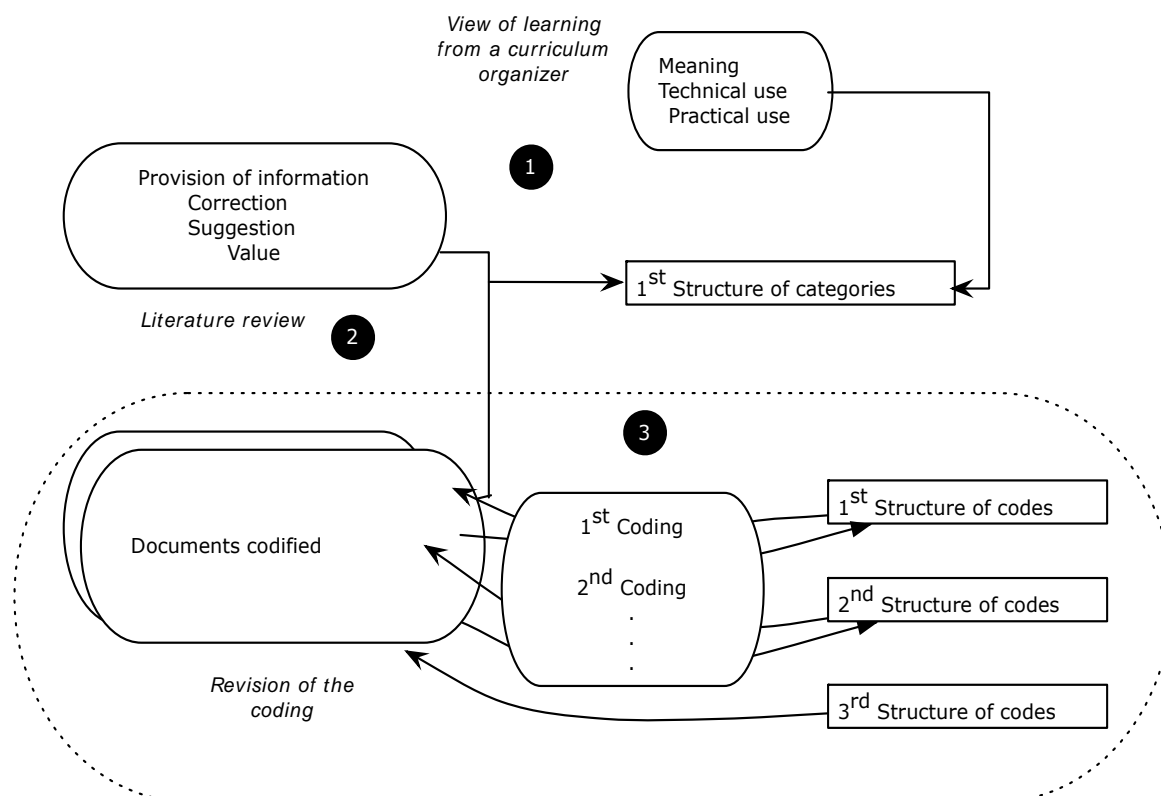 View of learning
from a curriculum
organizer
Meaning
Technical use
Practical use
1
Provision of information
Correction
Suggestion
Value
1st Structure of categories
Literature review
2
3
Documents codified
1st Coding
2nd Coding
.
.
.
1st Structure of codes
2nd Structure of codes
3rd Structure of codes
Revision of the
coding